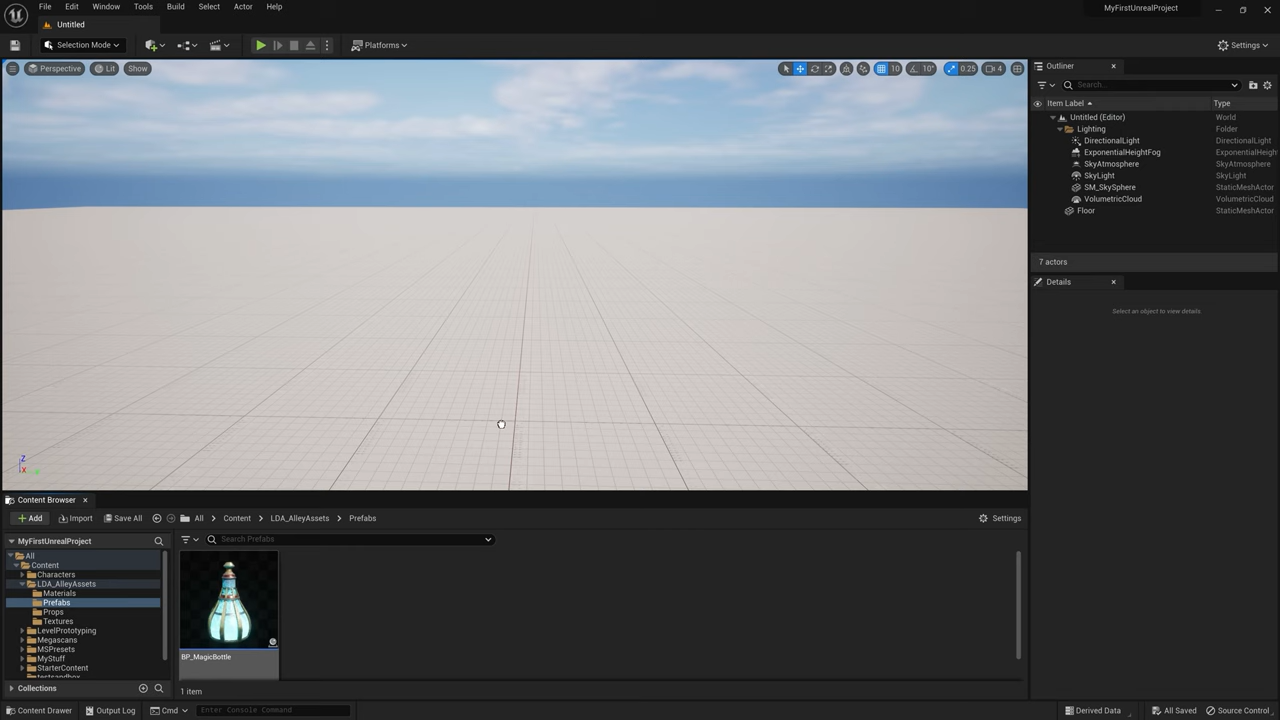 File Edit Window Tools Build Select Actor Help
MyFirstUnrealProject
Untitled
Selection Mode
Platforms
Settings
Perspective
Lit
Show
10
10°
0.25
4
Outliner
Search...
Item Label
Type
Untitled (Editor)
World
Lighting
Folder
DirectionalLight
DirectionalLight
ExponentialHeightFog
ExponentialHeigh
SkyAtmosphere
SkyAtmosphere
SkyLight
SkyLight
SM_SkySphere
StaticMeshActor
VolumetricCloud
VolumetricCloud
Floor
StaticMeshActor
7 actors
Details
Select an object to view details
Z
X
Content Browser
Add
Import
Save All
All > Content > LDA_AlleyAssets > Prefabs
Settings
MyFirstUnrealProject
Search Prefabs
All
Content
Characters
LDA_AlleyAssets
Materials
Prefabs
Props
Textures
LevelPrototyping
Megascans
MSPresets
MyStuff
StarterContent
testsandbox
BP_MagicBottle
Collections
1 item
Content Drawer
Output Log
Cmd
Enter Console Command
Derived Data
All Saved
Source Control